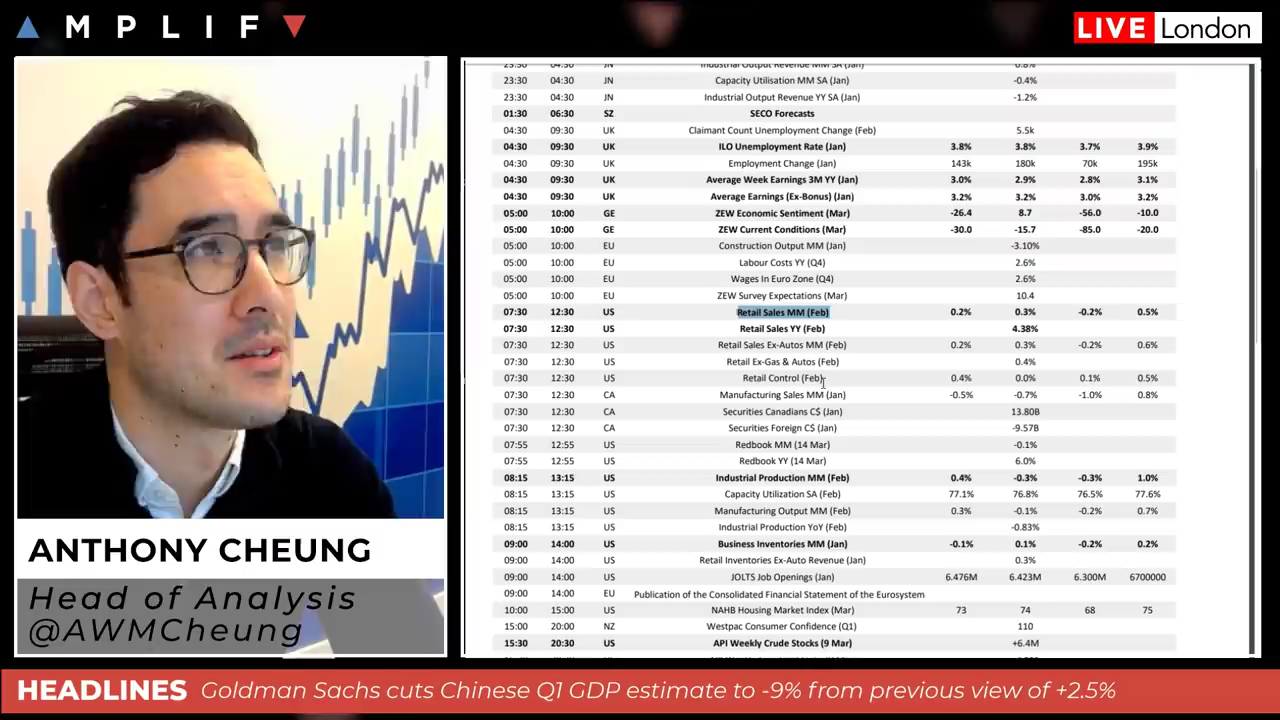 AMPLIFY
LIVE London
23:30 04:30 JN Industrial Output Revenue MM SA (Jan) 0.8%
23:30 04:30 JN Capacity Utilisation MM SA (Jan) -0.4%
23:30 04:30 JN Industrial Output Revenue YY SA (Jan) -1.2%
01:30 06:30 SZ SECO Forecasts
04:30 09:30 UK Claimant Count Unemployment Change (Feb) 5.5k
04:30 09:30 UK ILO Unemployment Rate (Jan) 3.8% 3.8% 3.7% 3.9%
04:30 09:30 UK Employment Change (Jan) 143k 180k 70k 195k
04:30 09:30 UK Average Week Earnings 3M YY (Jan) 3.0% 2.9% 2.8% 3.1%
04:30 09:30 UK Average Earnings (Ex-Bonus) (Jan) 3.2% 3.2% 3.0% 3.2%
05:00 10:00 GE ZEW Economic Sentiment (Mar) -26.4 8.7 -56.0 -10.0
05:00 10:00 GE ZEW Current Conditions (Mar) -30.0 -15.7 -85.0 -20.0
05:00 10:00 EU Construction Output MM (Jan) -3.10%
05:00 10:00 EU Labour Costs YY (Q4) 2.6%
05:00 10:00 EU Wages In Euro Zone (Q4) 2.6%
05:00 10:00 EU ZEW Survey Expectations (Mar) 10.4
07:30 12:30 US Retail Sales MM (Feb) 0.2% 0.3% -0.2% 0.5%
07:30 12:30 US Retail Sales YY (Feb) 4.38%
07:30 12:30 US Retail Sales Ex-Autos MM (Feb) 0.2% 0.3% -0.2% 0.6%
07:30 12:30 US Retail Ex-Gas & Autos (Feb) 0.4%
07:30 12:30 US Retail Control (Feb) 0.4% 0.0% 0.1% 0.5%
07:30 12:30 CA Manufacturing Sales MM (Jan) -0.5% -0.7% -1.0% 0.8%
07:30 12:30 CA Securities Canadians C$ (Jan) 13.80B
07:30 12:30 CA Securities Foreign C$ (Jan) -9.57B
07:55 12:55 US Redbook MM (14 Mar) -0.1%
07:55 12:55 US Redbook YY (14 Mar) 6.0%
08:15 13:15 US Industrial Production MM (Feb) 0.4% -0.3% -0.3% 1.0%
08:15 13:15 US Capacity Utilization SA (Feb) 77.1% 76.8% 76.5% 77.6%
08:15 13:15 US Manufacturing Output MM (Feb) 0.3% -0.1% -0.2% 0.7%
08:15 13:15 US Industrial Production YoY (Feb) -0.83%
09:00 14:00 US Business Inventories MM (Jan) -0.1% 0.1% -0.2% 0.2%
09:00 14:00 US Retail Inventories Ex-Auto Revenue (Jan) 0.3%
09:00 14:00 US JOLTS Job Openings (Jan) 6.476M 6.423M 6.300M 6700000
09:00 14:00 EU Publication of the Consolidated Financial Statement of the Eurosystem
10:00 15:00 US NAHB Housing Market Index (Mar) 73 74 68 75
15:00 20:00 NZ Westpac Consumer Confidence (Q1) 110
15:30 20:30 US API Weekly Crude Stocks (9 Mar) +6.4M
ANTHONY CHEUNG
Head of Analysis
@AWMCheung
HEADLINES Goldman Sachs cuts Chinese Q1 GDP estimate to -9% from previous view of +2.5%